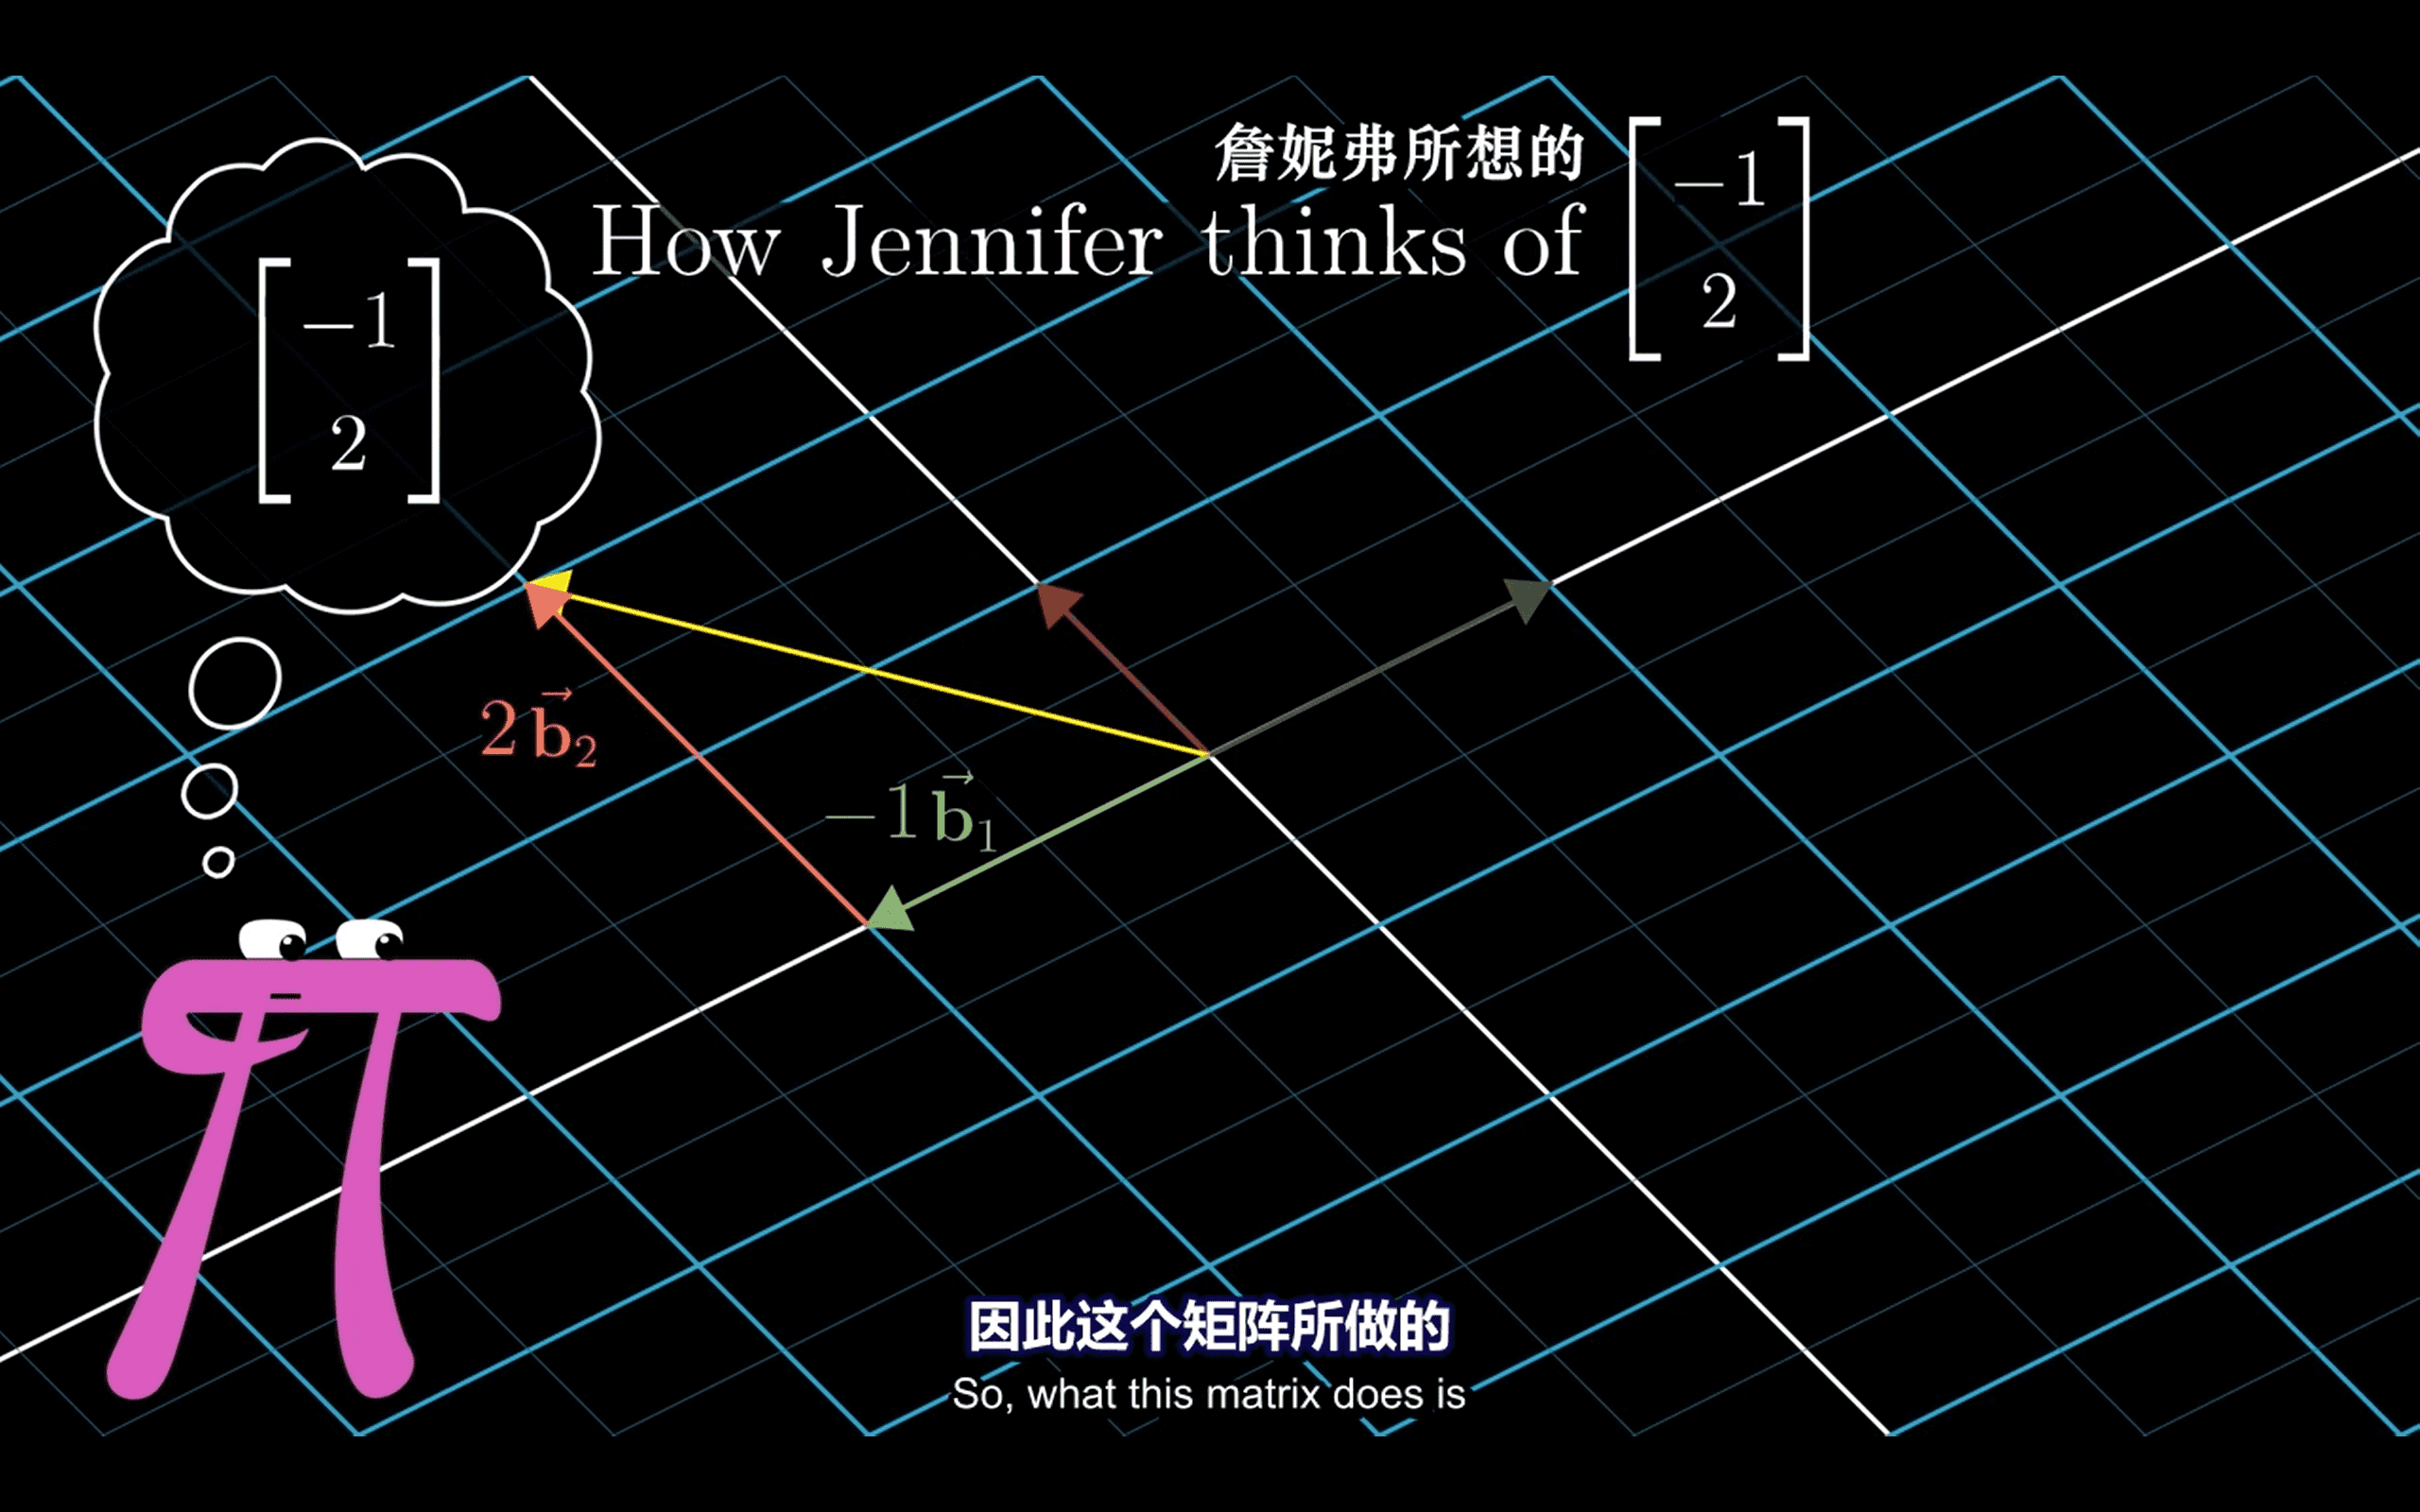 詹妮弗所想的
How Jennifer thinks of [-1 2]
[-1 2]
2b⃗₂
−1b⃗₁
因此这个矩阵所做的
So, what this matrix does is